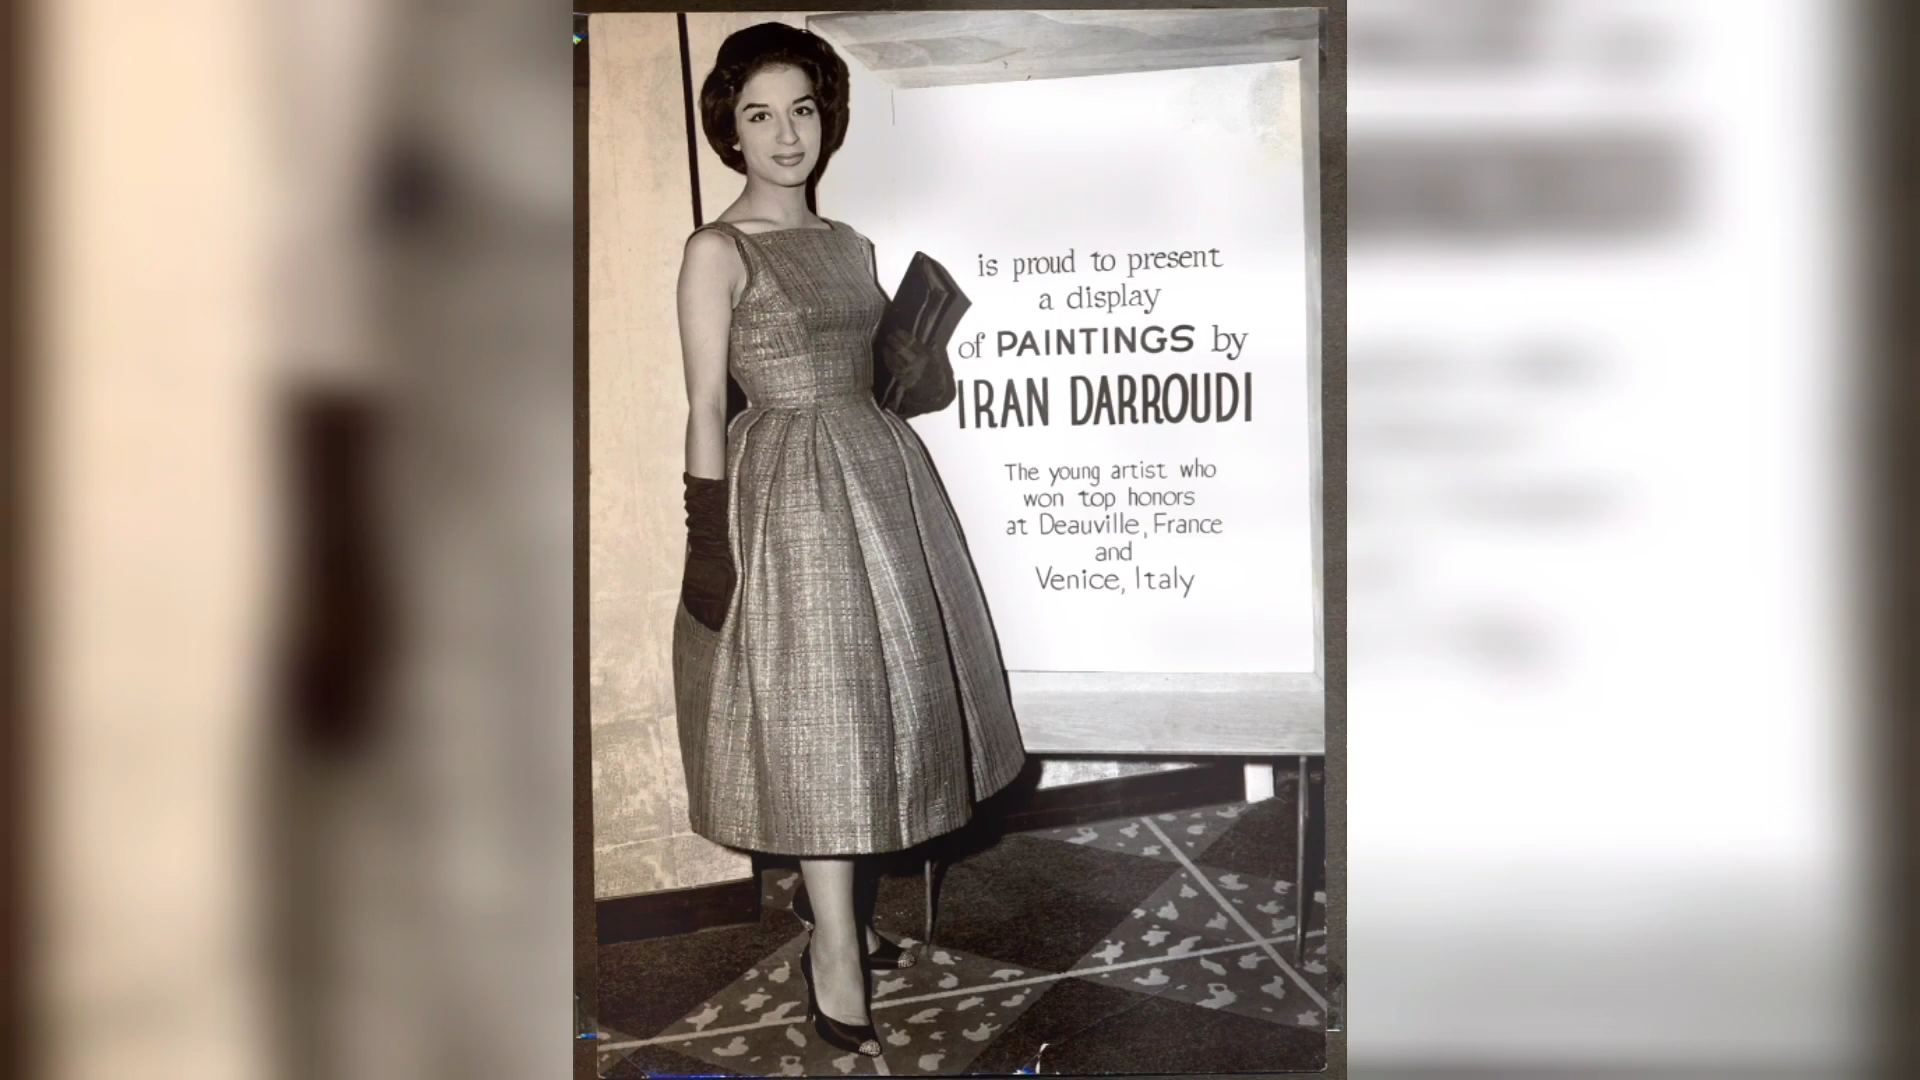 is proud to present
a display
of PAINTINGS by
IRAN DARROUDI
The young artist who
won top honors
at Deauville, France
and
Venice, Italy